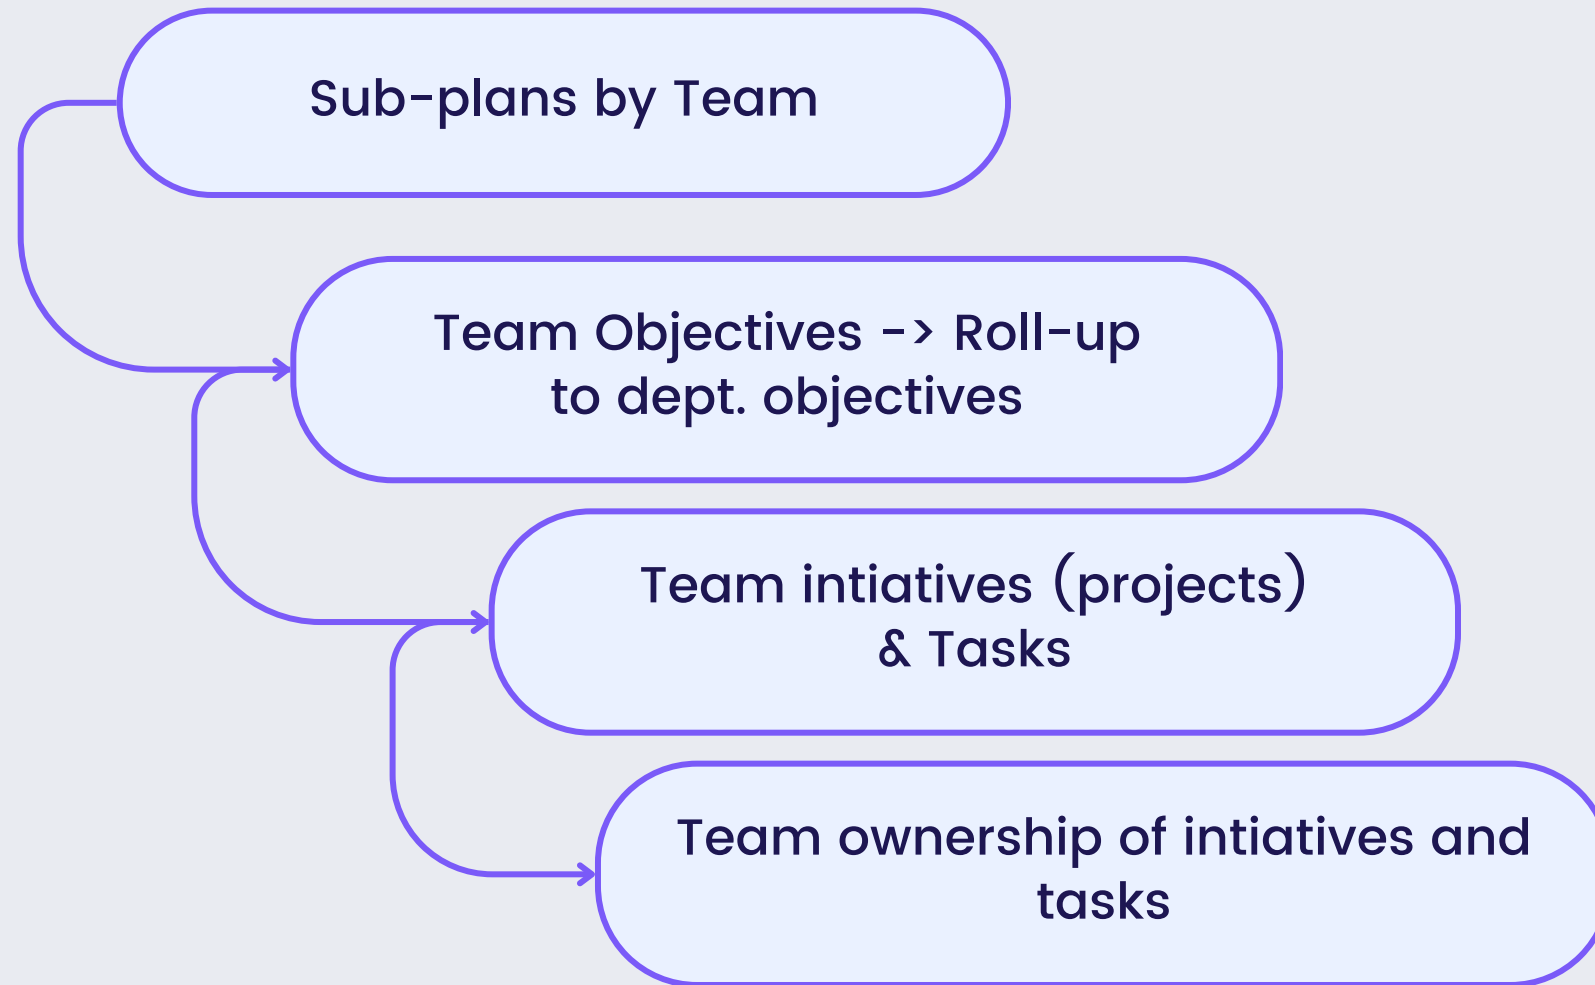 Sub-plans by Team
Team Objectives -> Roll-up
to dept. objectives
Team intiatives (projects)
& Tasks
Team ownership of intiatives and
tasks